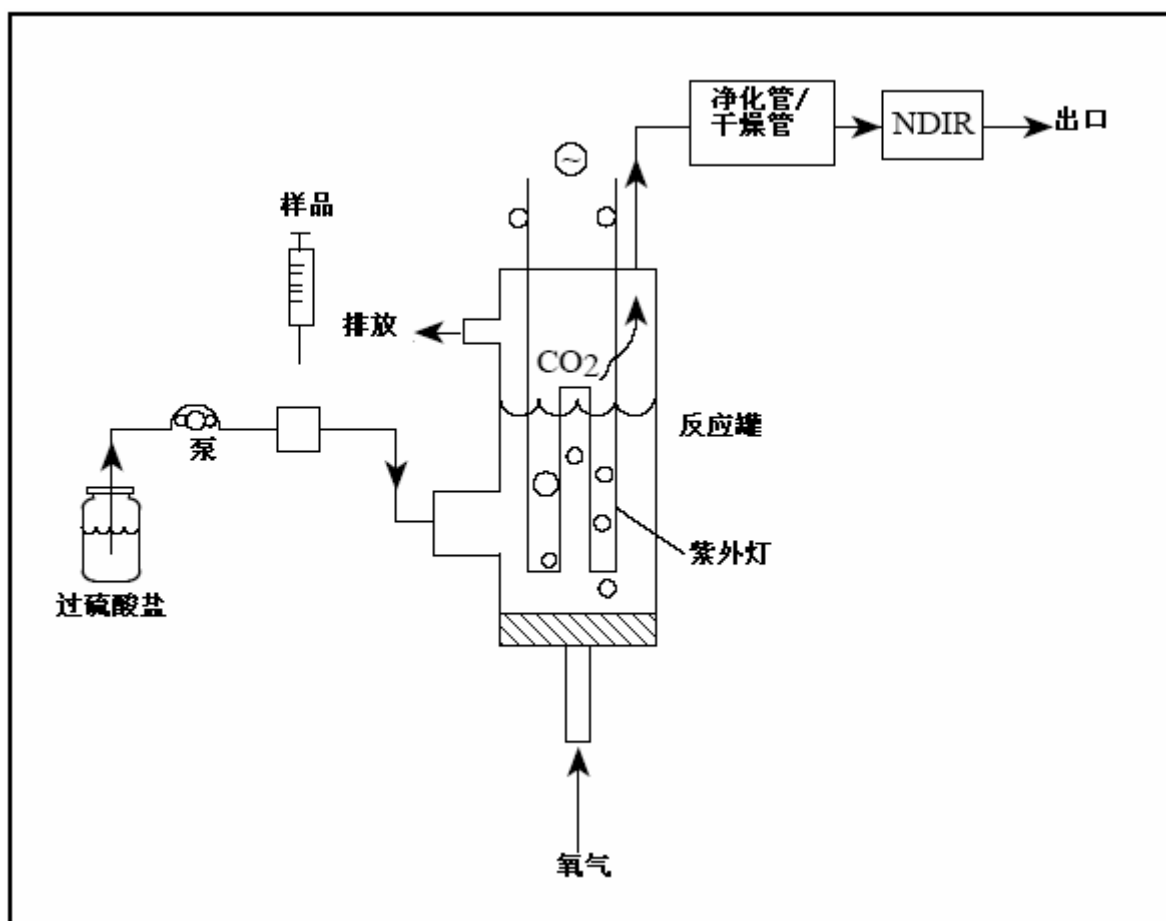 净化管/
干燥管
NDIR
出口
样品
排放
CO2
泵
反应罐
紫外灯
过硫酸盐
氧气